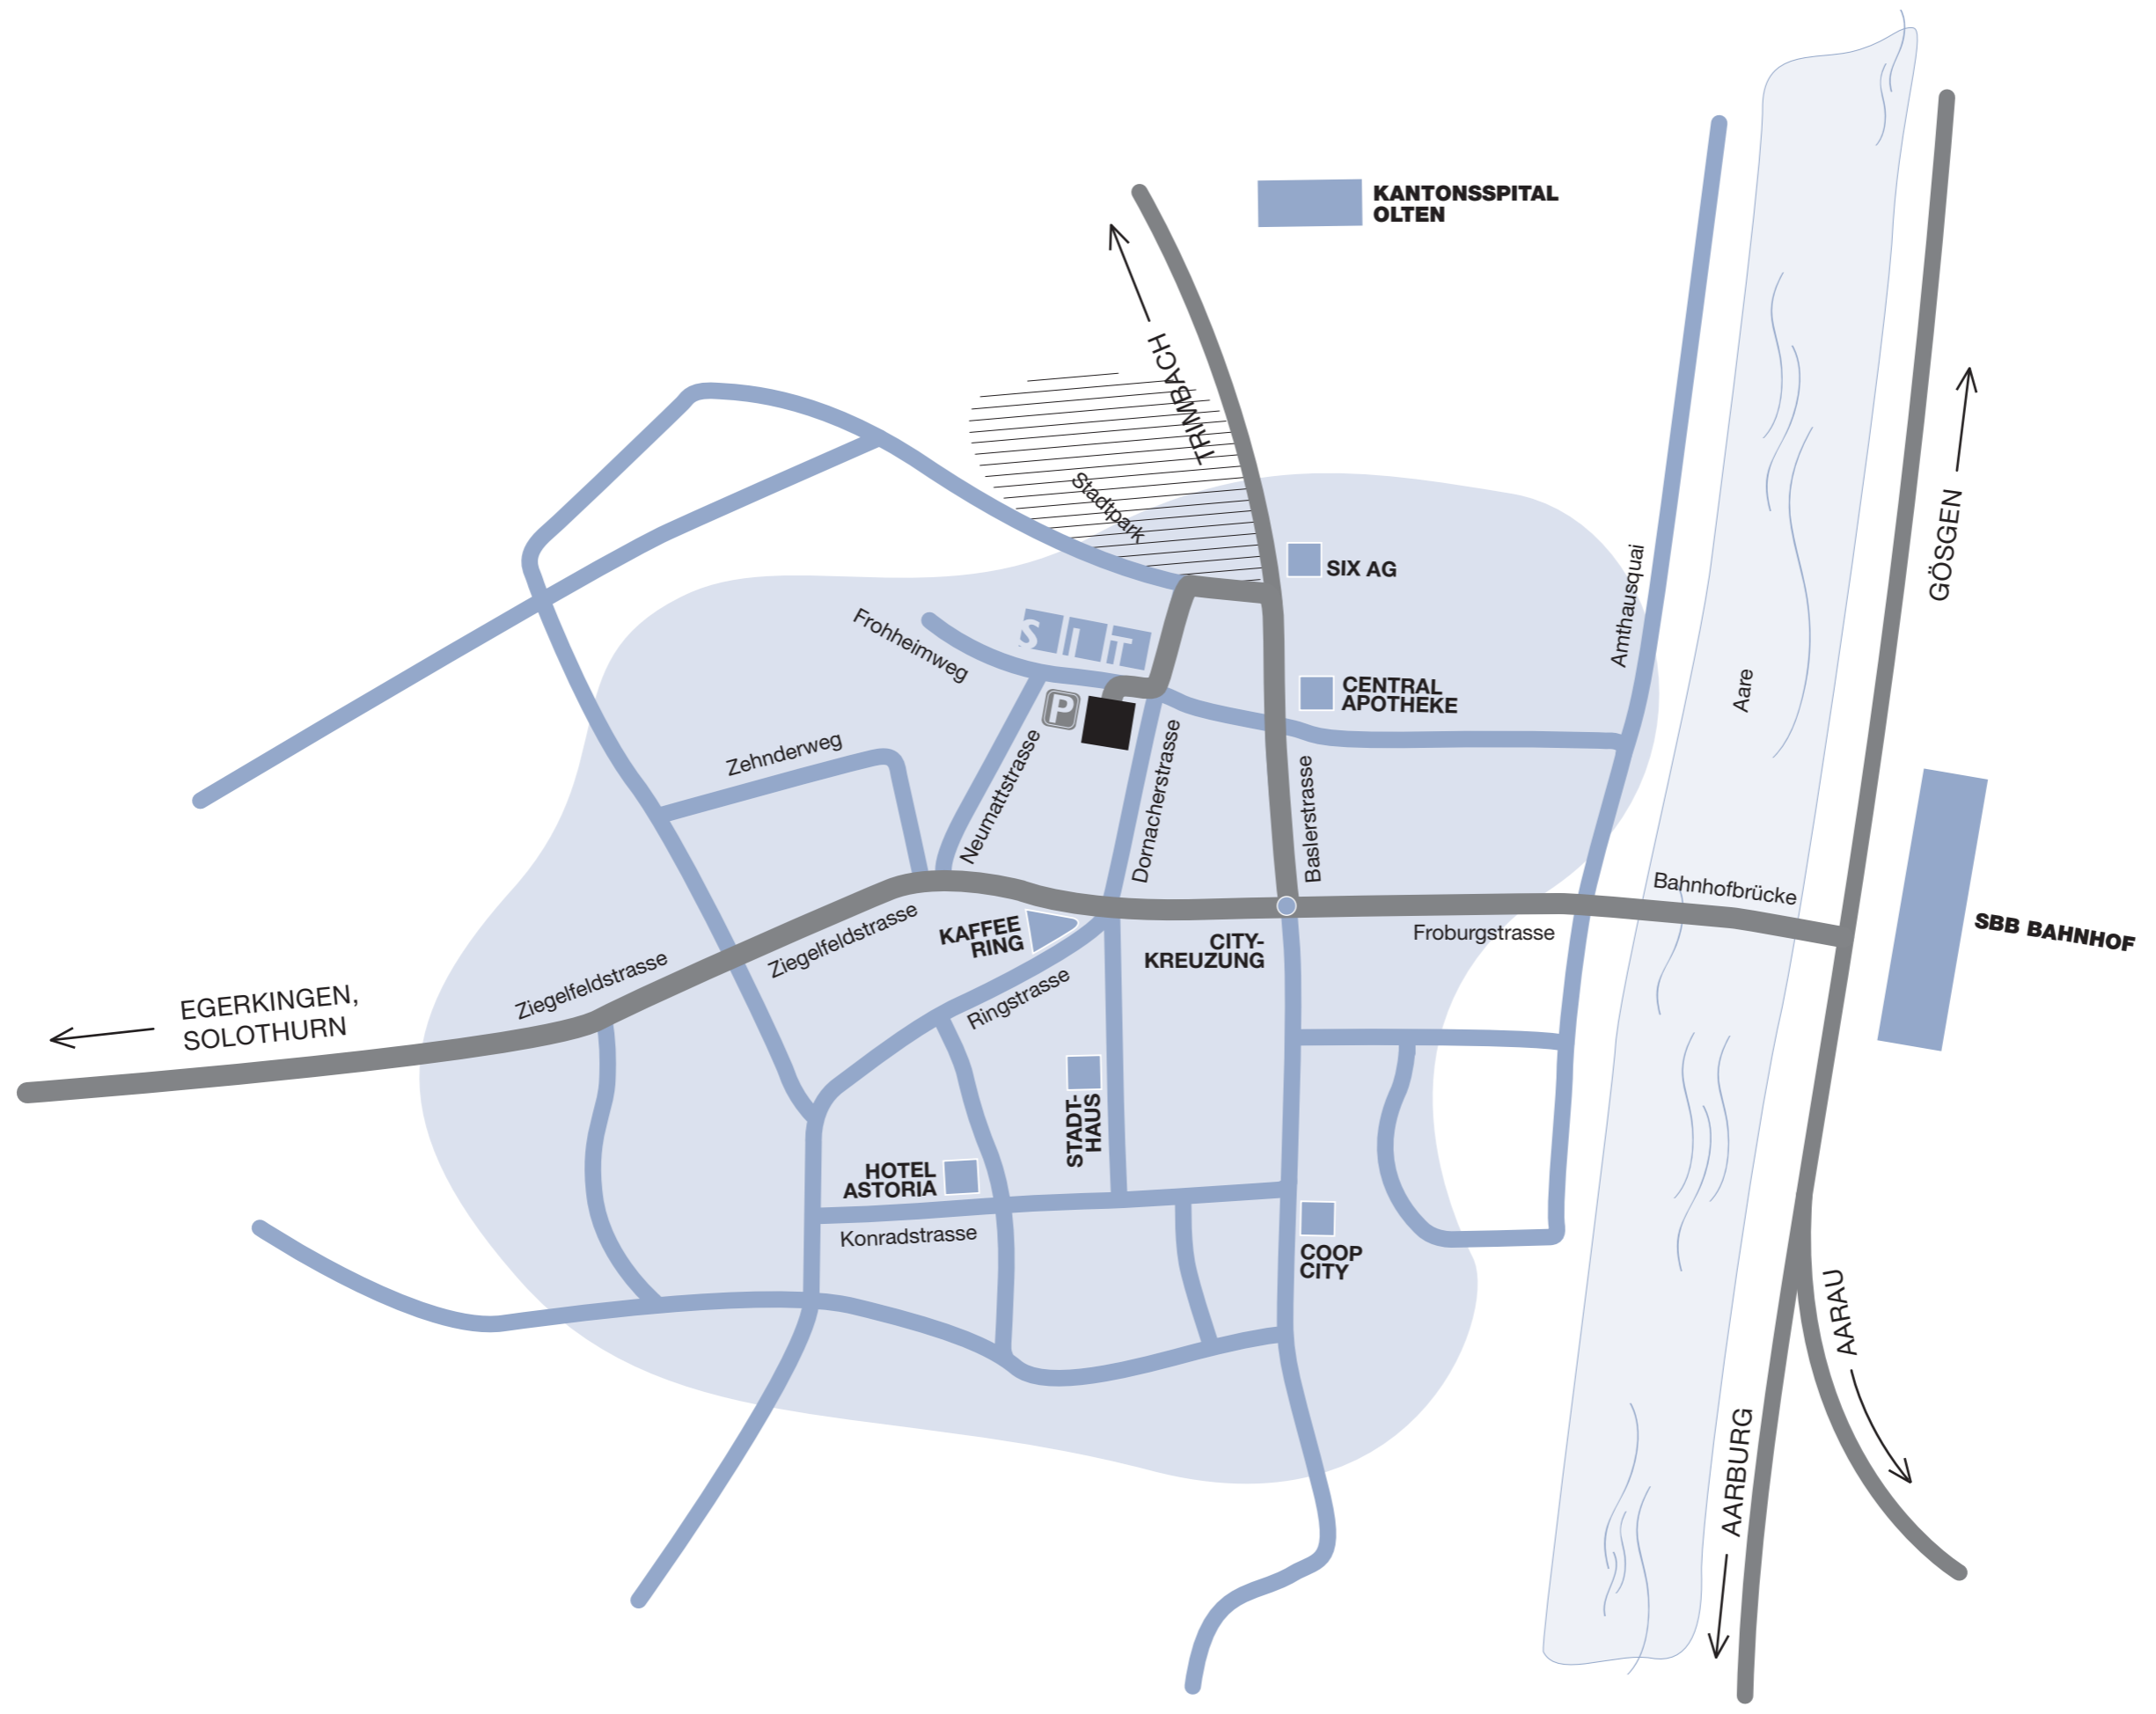 KANTONSSPITAL
OLTEN
TRIMBACH
Stadtpark
SIX AG
Amthausquai
GÖSGEN
Frohheimweg
SIT
P
CENTRAL
APOTHEKE
Aare
Zehnderweg
Neumattstrasse
Dornacherstrasse
Baslerstrasse
Bahnhofbrücke
SBB BAHNHOF
KAFFEE
RING
CITY-
KREUZUNG
Froburgstrasse
Ziegelfeldstrasse
Ziegelfeldstrasse
EGERKINGEN,
SOLOTHURN
Ringstrasse
STADT-
HAUS
HOTEL
ASTORIA
Konradstrasse
COOP
CITY
AARAU
AARBURG